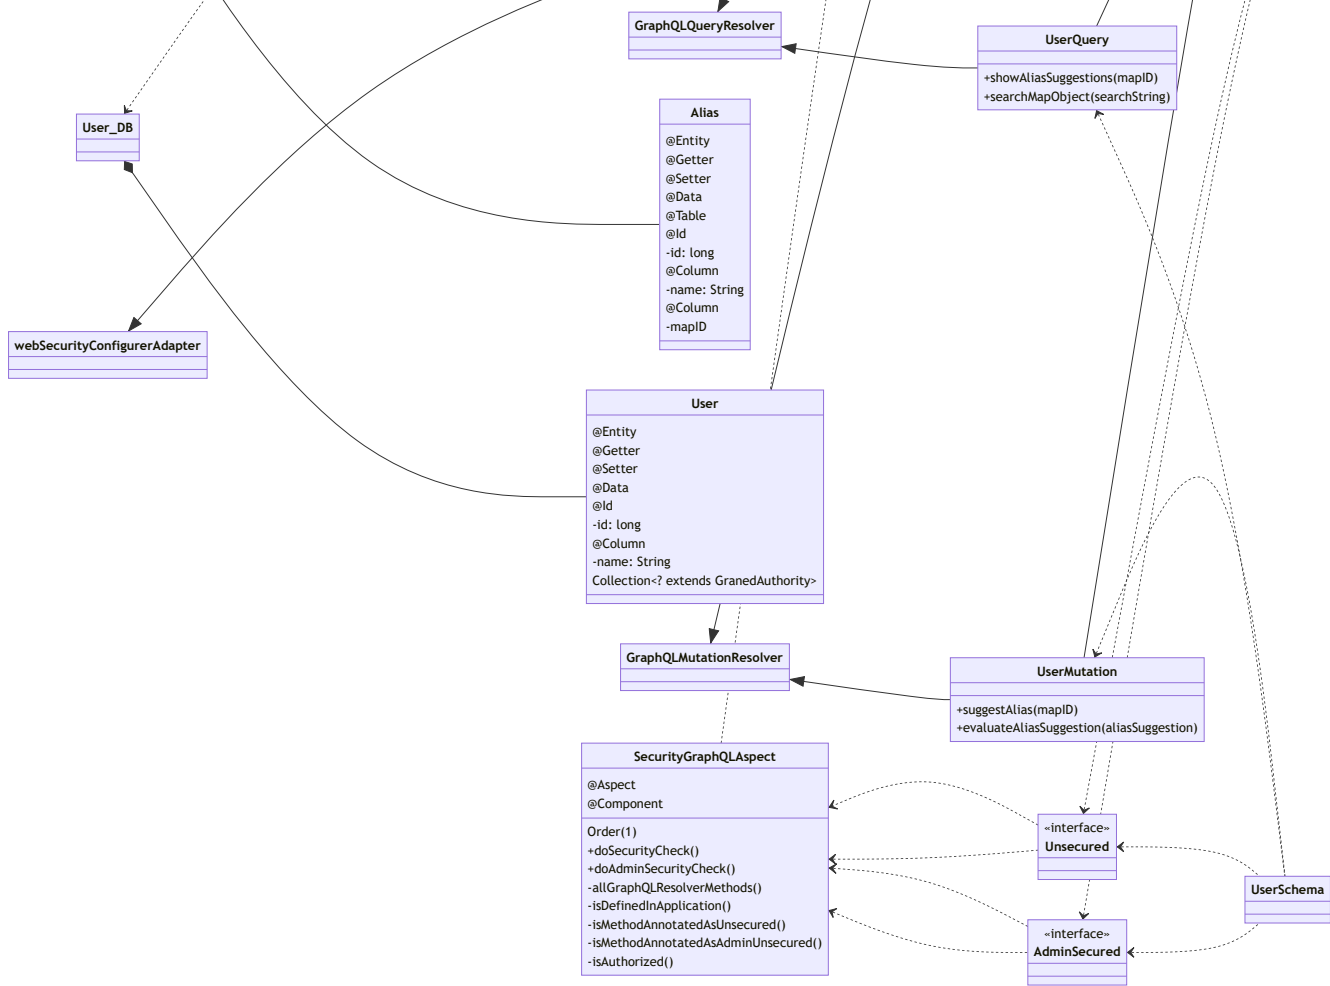 GraphQLQueryResolver
UserQuery
+showAliasSuggestions(mapID)
+searchMapObject(searchString)
User_DB
Alias
@Entity
@Getter
@Setter
@Data
@Table
@Id
-id: long
@Column
-name: String
@Column
-mapID
webSecurityConfigurerAdapter
User
@Entity
@Getter
@Setter
@Data
@Id
-id: long
@Column
-name: String
Collection<? extends GranedAuthority>
GraphQLMutationResolver
UserMutation
+suggestAlias(mapID)
+evaluateAliasSuggestion(aliasSuggestion)
SecurityGraphQLAspect
@Aspect
@Component
Order(1)
+doSecurityCheck()
+doAdminSecurityCheck()
-allGraphQLResolverMethods()
-isDefinedInApplication()
-isMethodAnnotatedAsUnsecured()
-isMethodAnnotatedAsAdminUnsecured()
-isAuthorized()
«interface»
Unsecured
UserSchema
«interface»
AdminSecured